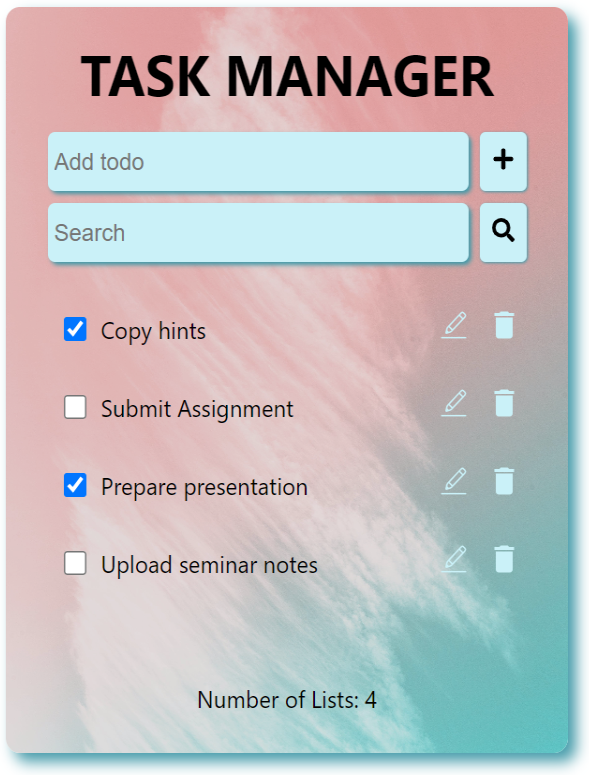 TASK MANAGER
Add todo
Search
Copy hints
Submit Assignment
Prepare presentation
Upload seminar notes
Number of Lists: 4